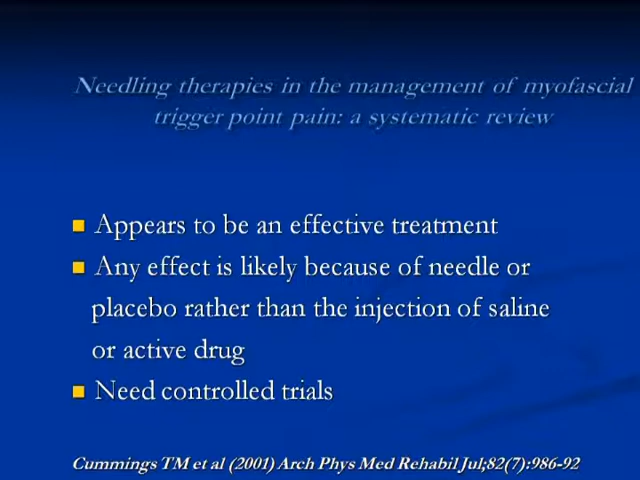 Needling therapies in the management of myofascial
trigger point pain: a systematic review
Appears to be an effective treatment
Any effect is likely because of needle or
placebo rather than the injection of saline
or active drug
Need controlled trials
Cummings TM et al (2001) Arch Phys Med Rehabil Jul;82(7):986-92